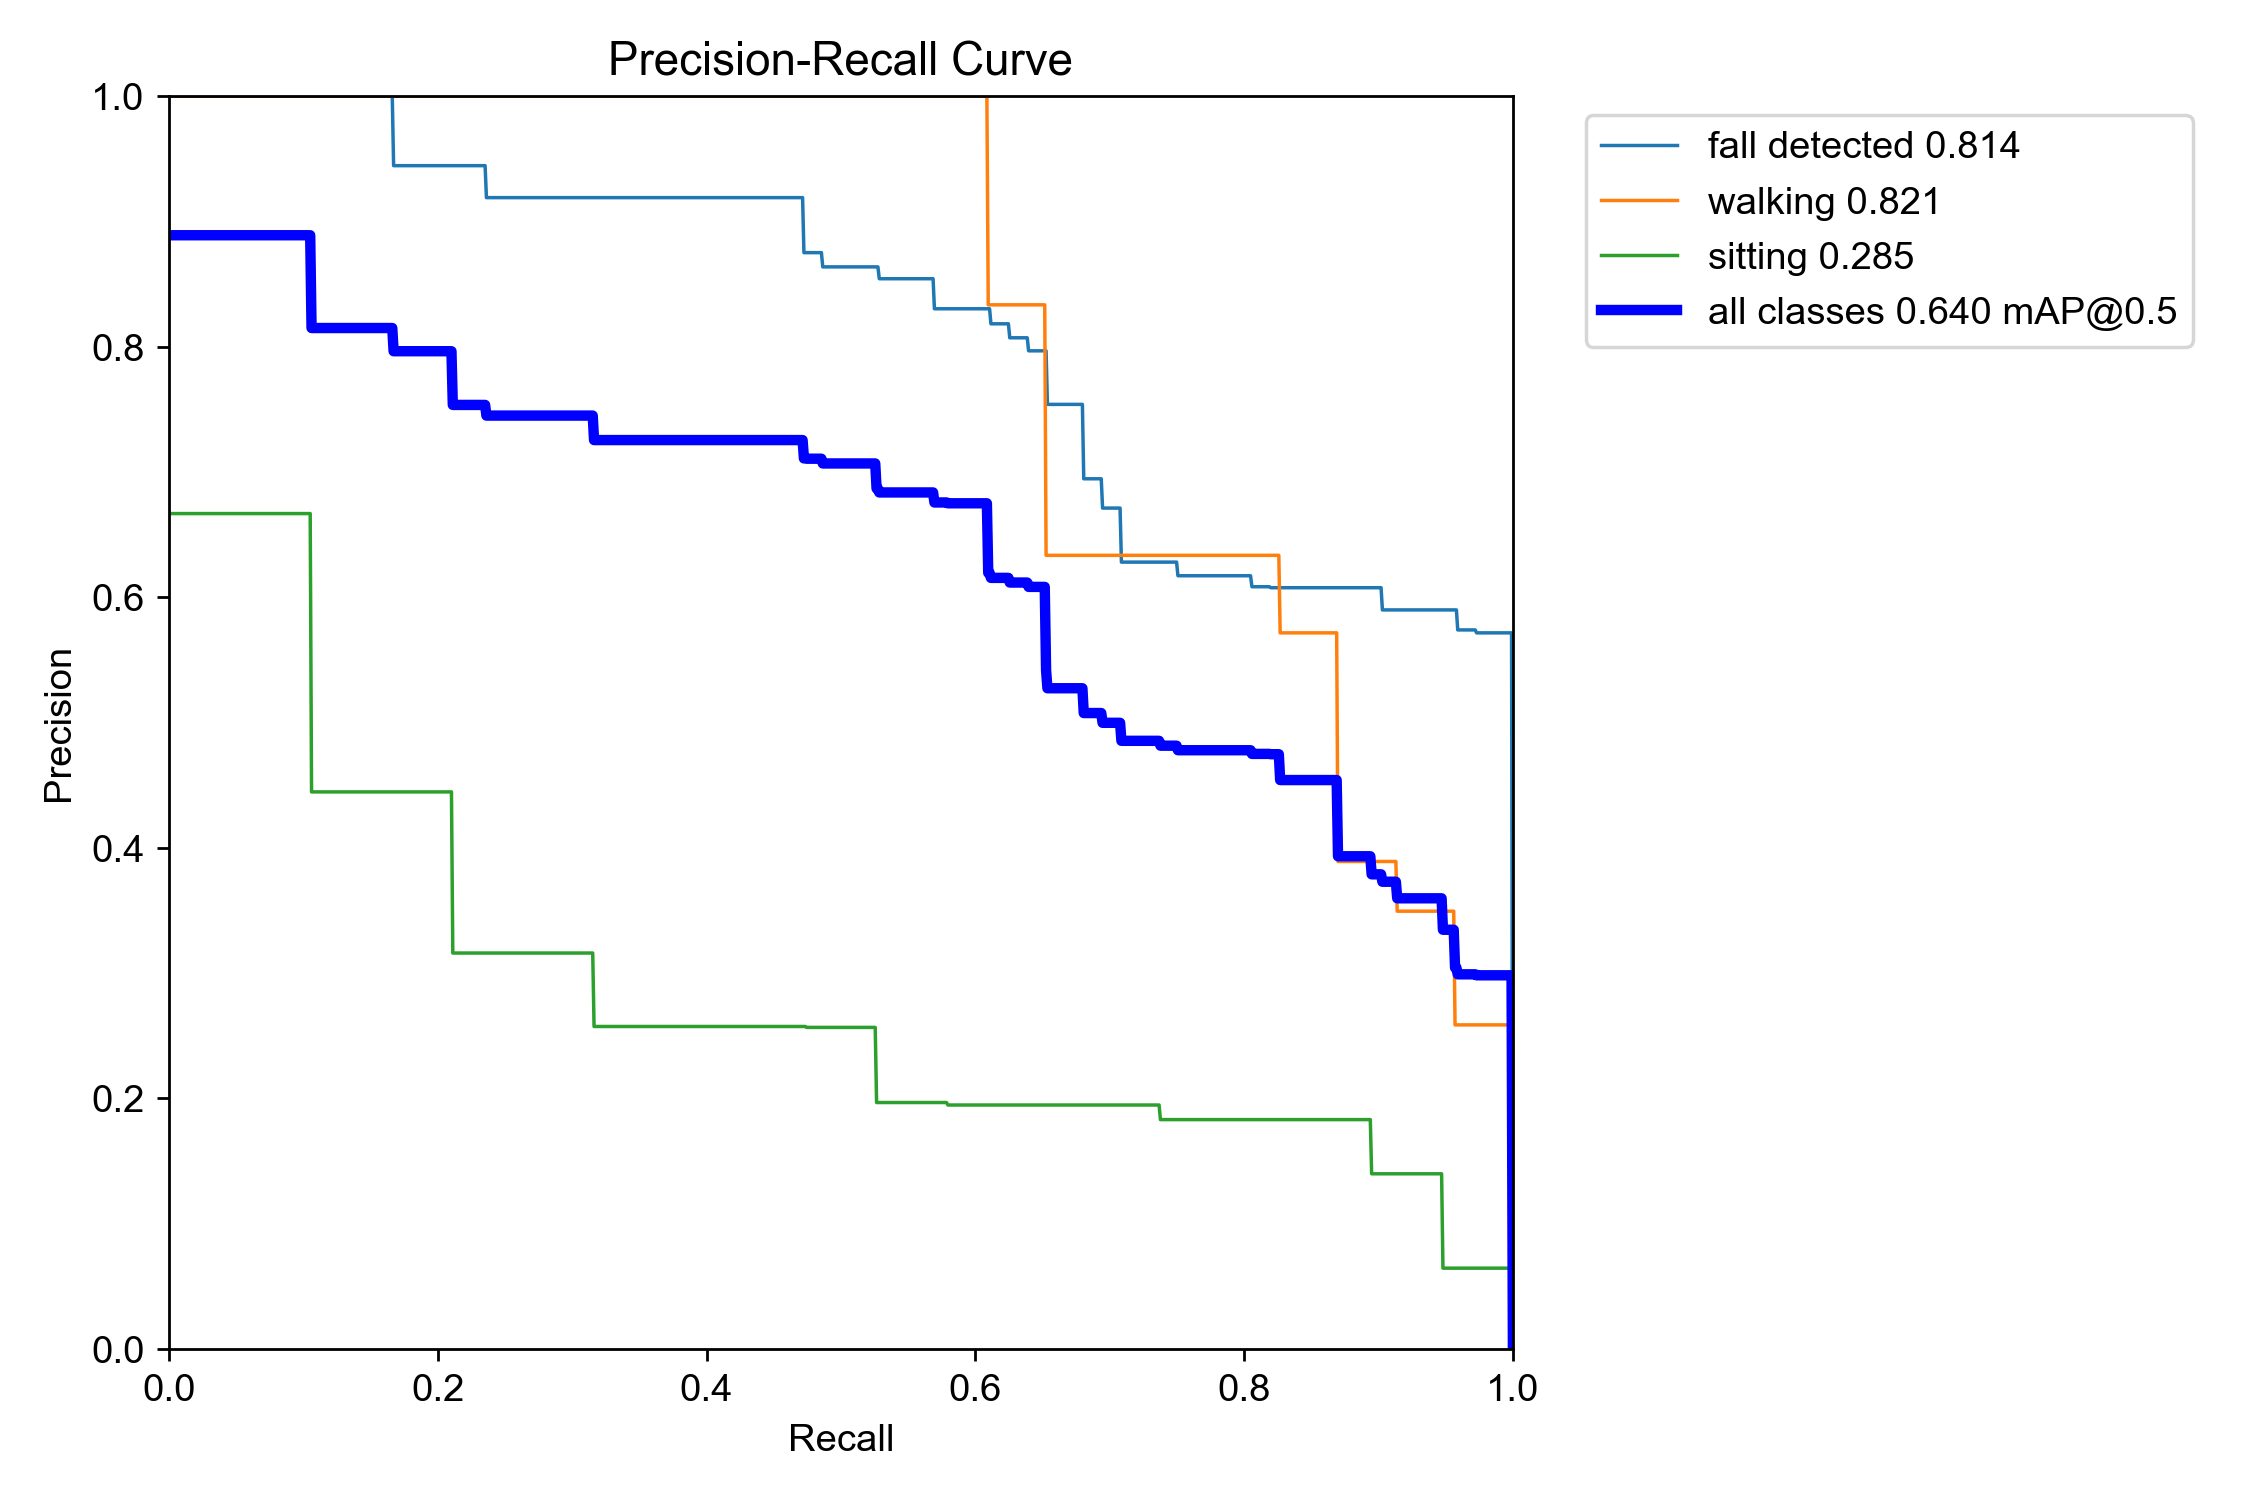 Precision-Recall Curve
1.0
0.8
0.6
0.4
0.2
0.0
Precision
0.0 0.2 0.4 0.6 0.8 1.0
Recall
fall detected 0.814
walking 0.821
sitting 0.285
all classes 0.640 mAP@0.5